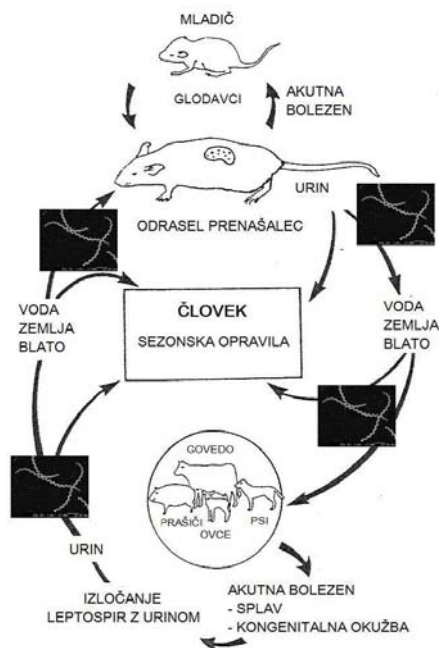 MLADIČ
GLODAVCI
AKUTNA
BOLEZEN
URIN
ODRASEL PRENAŠALEC
VODA
ZEMLJA
BLATO
ČLOVEK
SEZONSKA OPRAVILA
VODA
ZEMLJA
BLATO
GOVEDO
PRAŠIČI
OVCE
PSI
URIN
IZLOČANJE
LEPTOSPIR Z URINOM
AKUTNA BOLEZEN
- SPLAV
- KONGENITALNA OKUŽBA